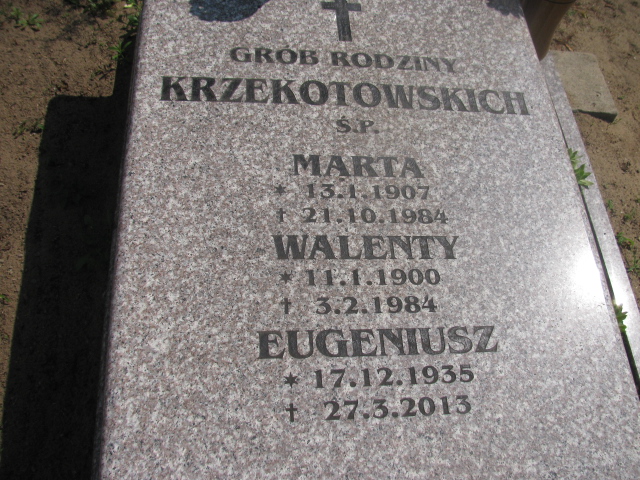 GRÓB RODZINY
KRZEKOTOWSKICH
Ś.P.
MARTA
* 13.1.1907
† 21.10.1984
WALENTY
* 11.1.1900
† 3.2.1984
EUGENIUSZ
* 17.12.1935
† 27.3.2013